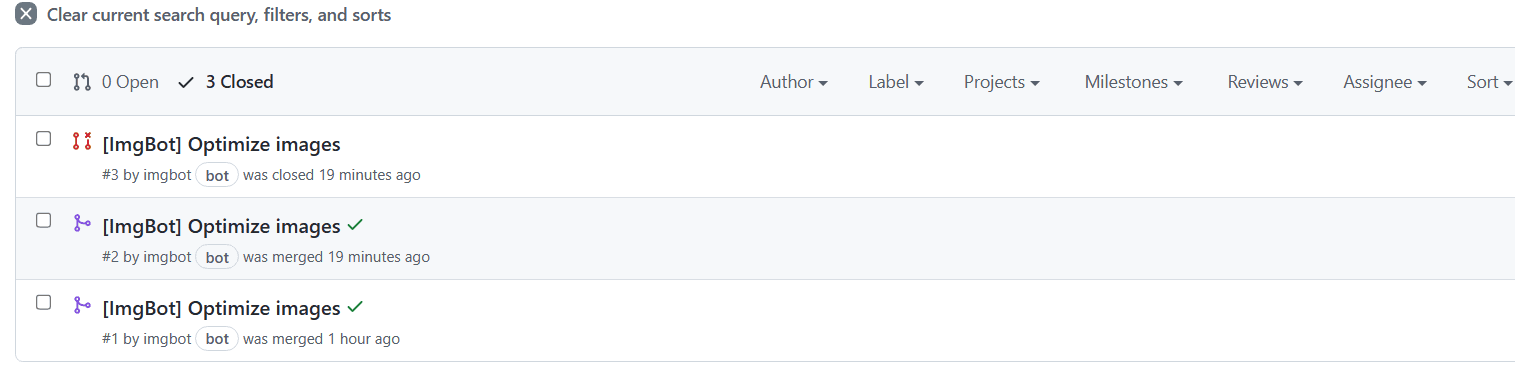 Clear current search query, filters, and sorts
0 Open 3 Closed Author Label Projects Milestones Reviews Assignee Sort
[ImgBot] Optimize images
#3 by imgbot bot was closed 19 minutes ago
[ImgBot] Optimize images
#2 by imgbot bot was merged 19 minutes ago
[ImgBot] Optimize images
#1 by imgbot bot was merged 1 hour ago